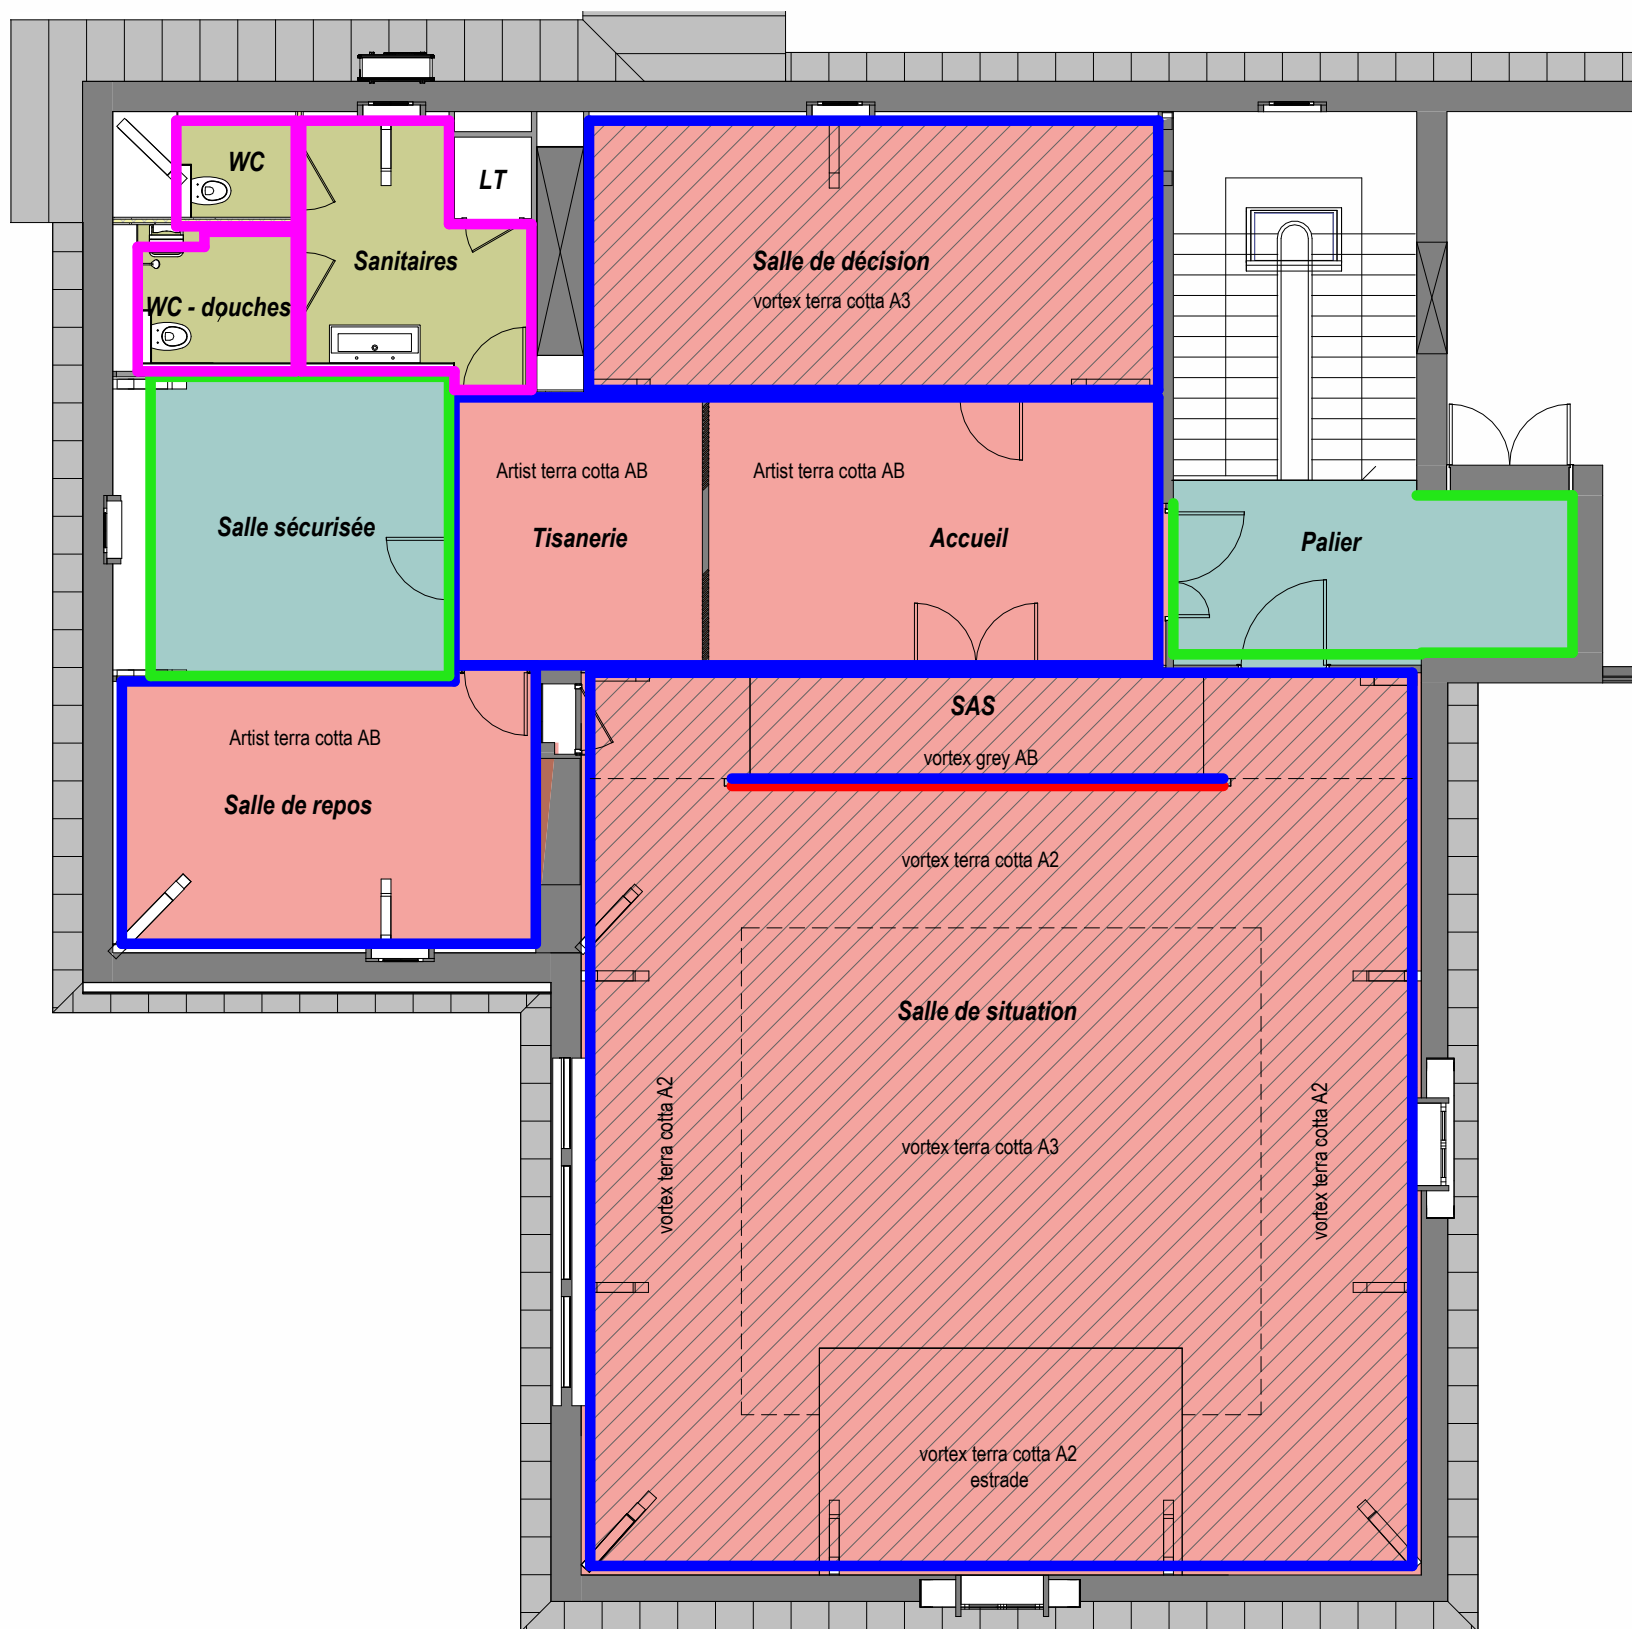 WC
LT
Sanitaires
Salle de décision
vortex terra cotta A3
WC - douches
Artist terra cotta AB
Artist terra cotta AB
Salle sécurisée
Tisanerie
Accueil
Palier
SAS
Artist terra cotta AB
vortex grey AB
Salle de repos
vortex terra cotta A2
Salle de situation
vortex terra cotta A2
vortex terra cotta A3
vortex terra cotta A2
vortex terra cotta A2
estrade